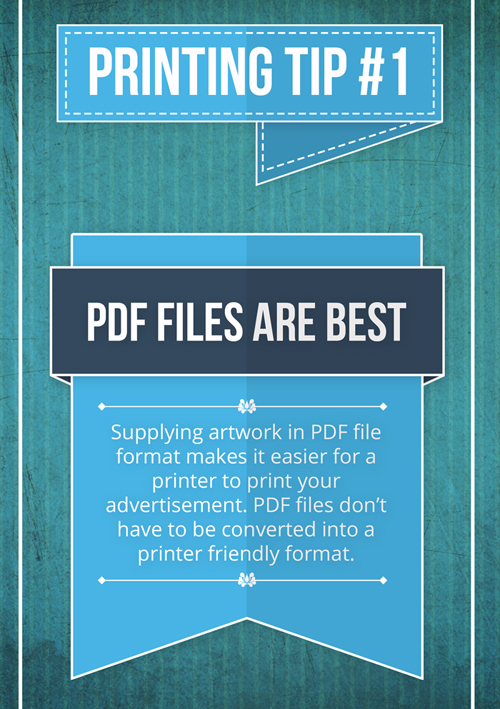 PRINTING TIP #1
PDF FILES ARE BEST
Supplying artwork in PDF file
format makes it easier for a
printer to print your
advertisement. PDF files don’t
have to be converted into a
printer friendly format.